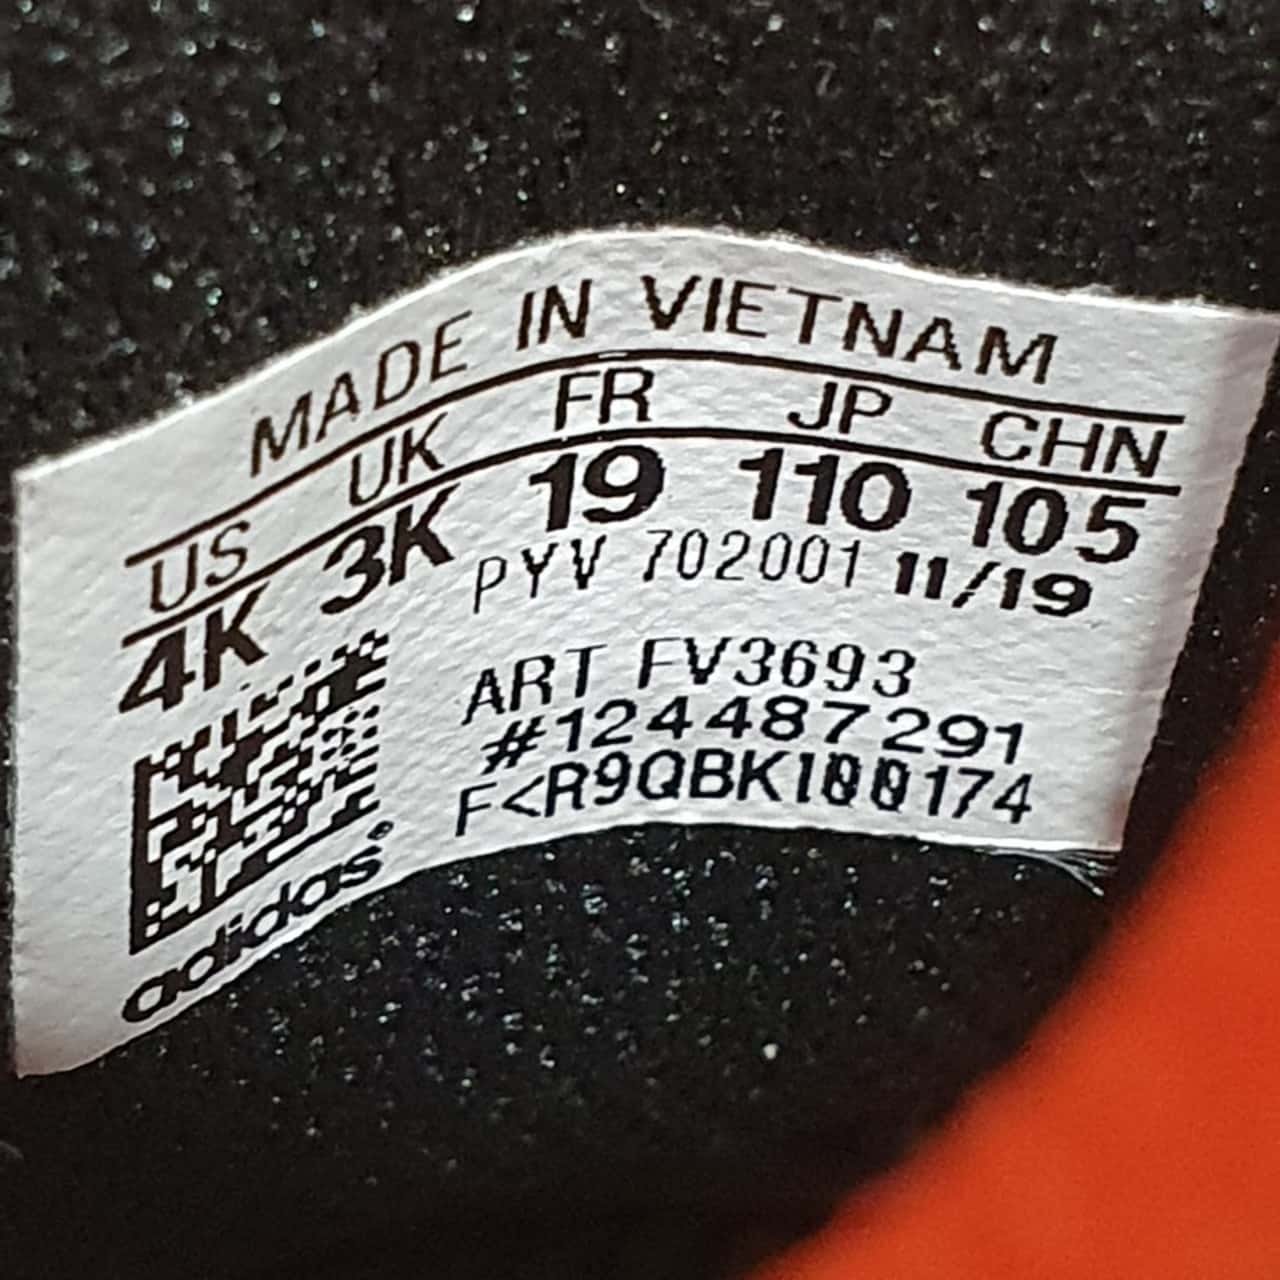 MADE IN VIETNAM
US UK FR JP CHN
4K 3K 19 110 105
PYV 702001 11/19
ART FV3693
#124487291
F<R9QBK100174
adidas®